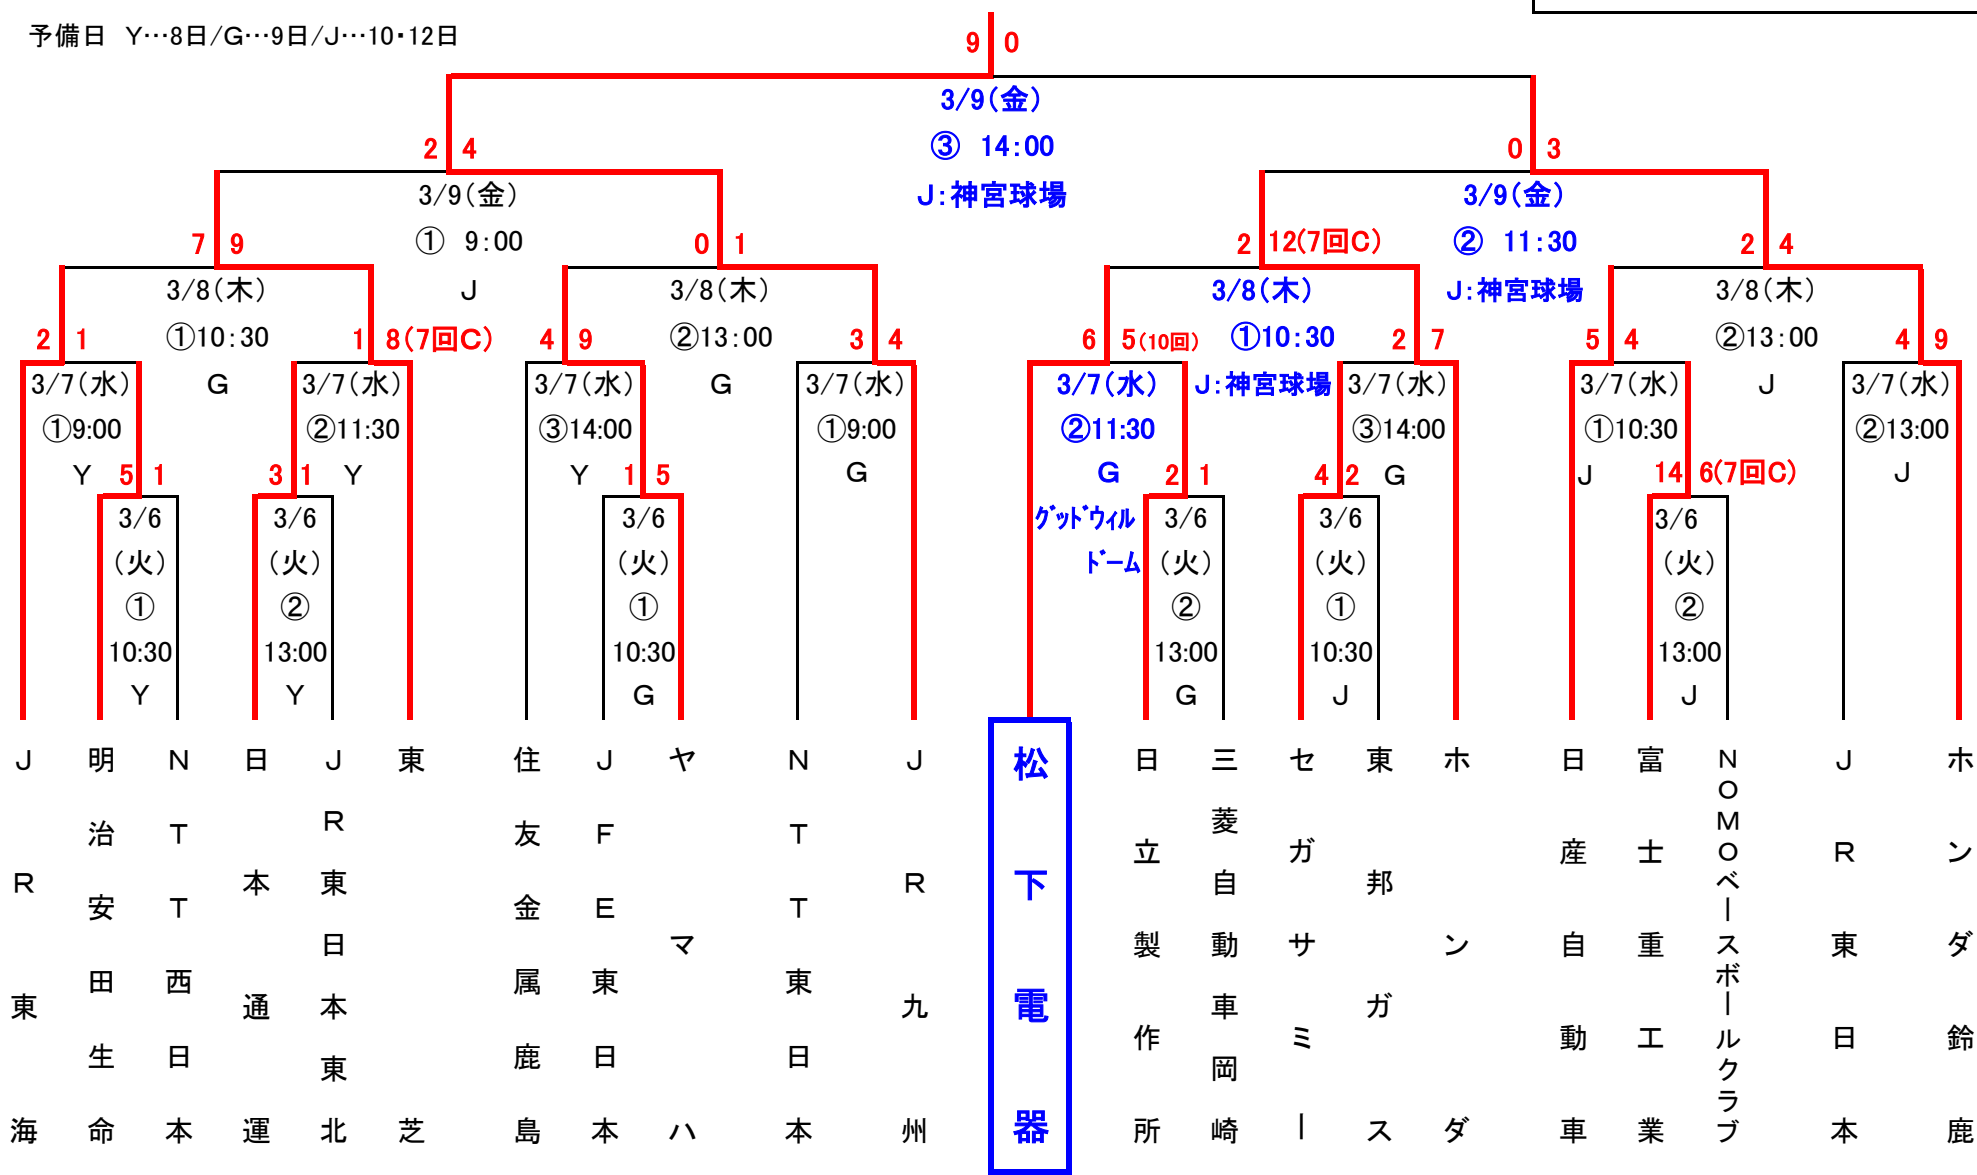 予備日 Y…8日/G…9日/J…10・12日
9 0
3/9(金)
③ 14:00
J:神宮球場
2 4
3/9(金)
① 9:00
J
0 3
3/9(金)
② 11:30
J:神宮球場
7 9
3/8(木)
①10:30
G
0 1
3/8(木)
②13:00
G
2 12(7回C)
3/8(木)
①10:30
J:神宮球場
2 4
3/8(木)
②13:00
J
2 1
3/7(水)
①9:00
Y
1 8(7回C)
3/7(水)
②11:30
Y
4 9
3/7(水)
③14:00
Y
3 4
3/7(水)
①9:00
G
6 5(10回)
3/7(水)
②11:30
G
グッドウィル
ドーム
2 7
3/7(水)
③14:00
G
5 4
3/7(水)
①10:30
J
4 9
3/7(水)
②13:00
J
5 1
3/6
(火)
①
10:30
Y
3 1
3/6
(火)
②
13:00
Y
1 5
3/6
(火)
①
10:30
G
2 1
3/6
(火)
②
13:00
G
4 2
3/6
(火)
①
10:30
J
14 6(7回C)
3/6
(火)
②
13:00
J
JR東海
明治安田生命
NTT西日本
日本通運
JR東日本東北
東芝
住友金属鹿島
JFE東日本
ヤマハ
NTT東日本
JR九州
松下電器
日立製作所
三菱自動車岡崎
セガサミー
東邦ガス
ホンダ
日産自動車
富士重工業
NOMOベースボールクラブ
JR東日本
ホンダ鈴鹿